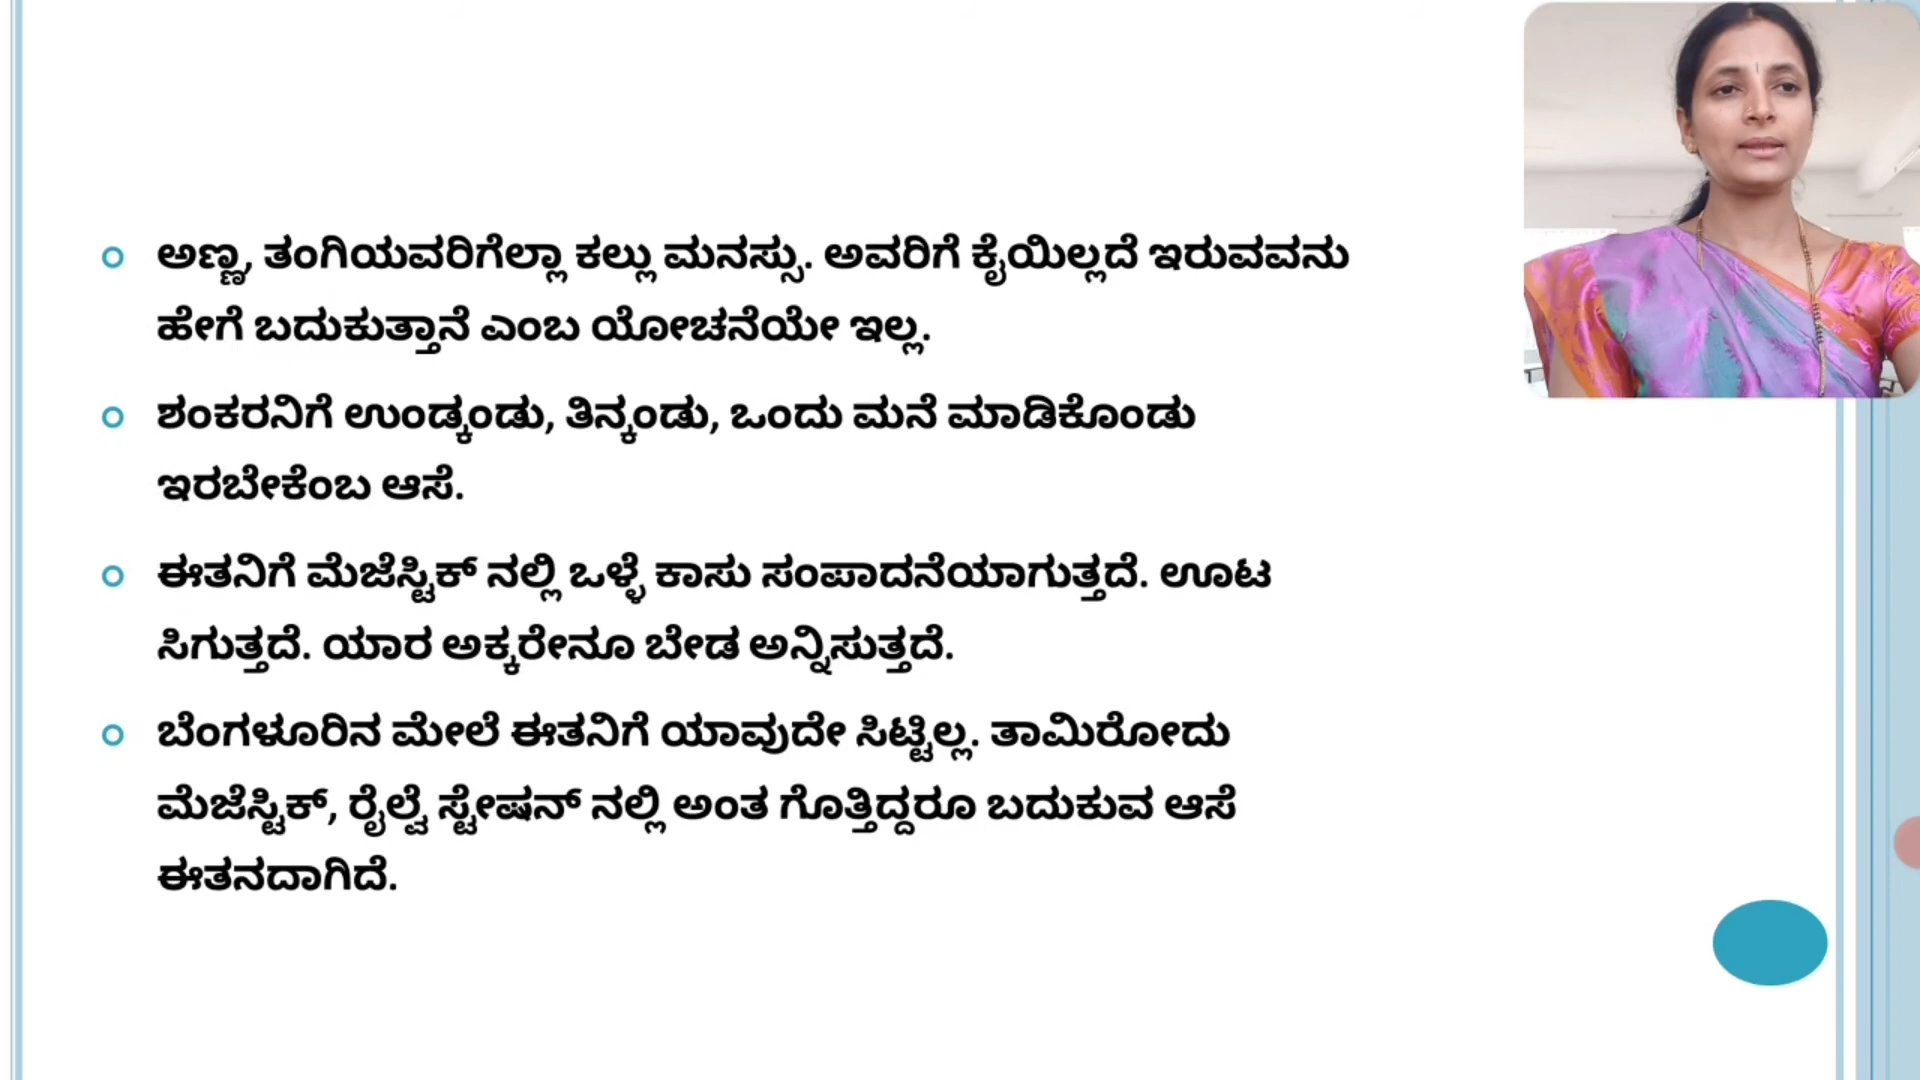 ಅಣ್ಣ, ತಂಗಿಯವರಿಗೆಲ್ಲಾ ಕಲ್ಲು ಮನಸ್ಸು. ಅವರಿಗೆ ಕೈಯಿಲ್ಲದೆ ಇರುವವನು
ಹೇಗೆ ಬದುಕುತ್ತಾನೆ ಎಂಬ ಯೋಚನೆಯೇ ಇಲ್ಲ.
ಶಂಕರನಿಗೆ ಉಂಡ್ಕಂಡು, ತಿನ್ಕಂಡು, ಒಂದು ಮನೆ ಮಾಡಿಕೊಂಡು
ಇರಬೇಕೆಂಬ ಆಸೆ.
ಈತನಿಗೆ ಮೆಜೆಸ್ಟಿಕ್ ನಲ್ಲಿ ಒಳ್ಳೆ ಕಾಸು ಸಂಪಾದನೆಯಾಗುತ್ತದೆ. ಊಟ
ಸಿಗುತ್ತದೆ. ಯಾರ ಅಕ್ಕರೇನೂ ಬೇಡ ಅನ್ನಿಸುತ್ತದೆ.
ಬೆಂಗಳೂರಿನ ಮೇಲೆ ಈತನಿಗೆ ಯಾವುದೇ ಸಿಟ್ಟಿಲ್ಲ. ತಾಮಿರೋದು
ಮೆಜೆಸ್ಟಿಕ್, ರೈಲ್ವೆ ಸ್ಟೇಷನ್ ನಲ್ಲಿ ಅಂತ ಗೊತ್ತಿದ್ದರೂ ಬದುಕುವ ಆಸೆ
ಈತನದಾಗಿದೆ.